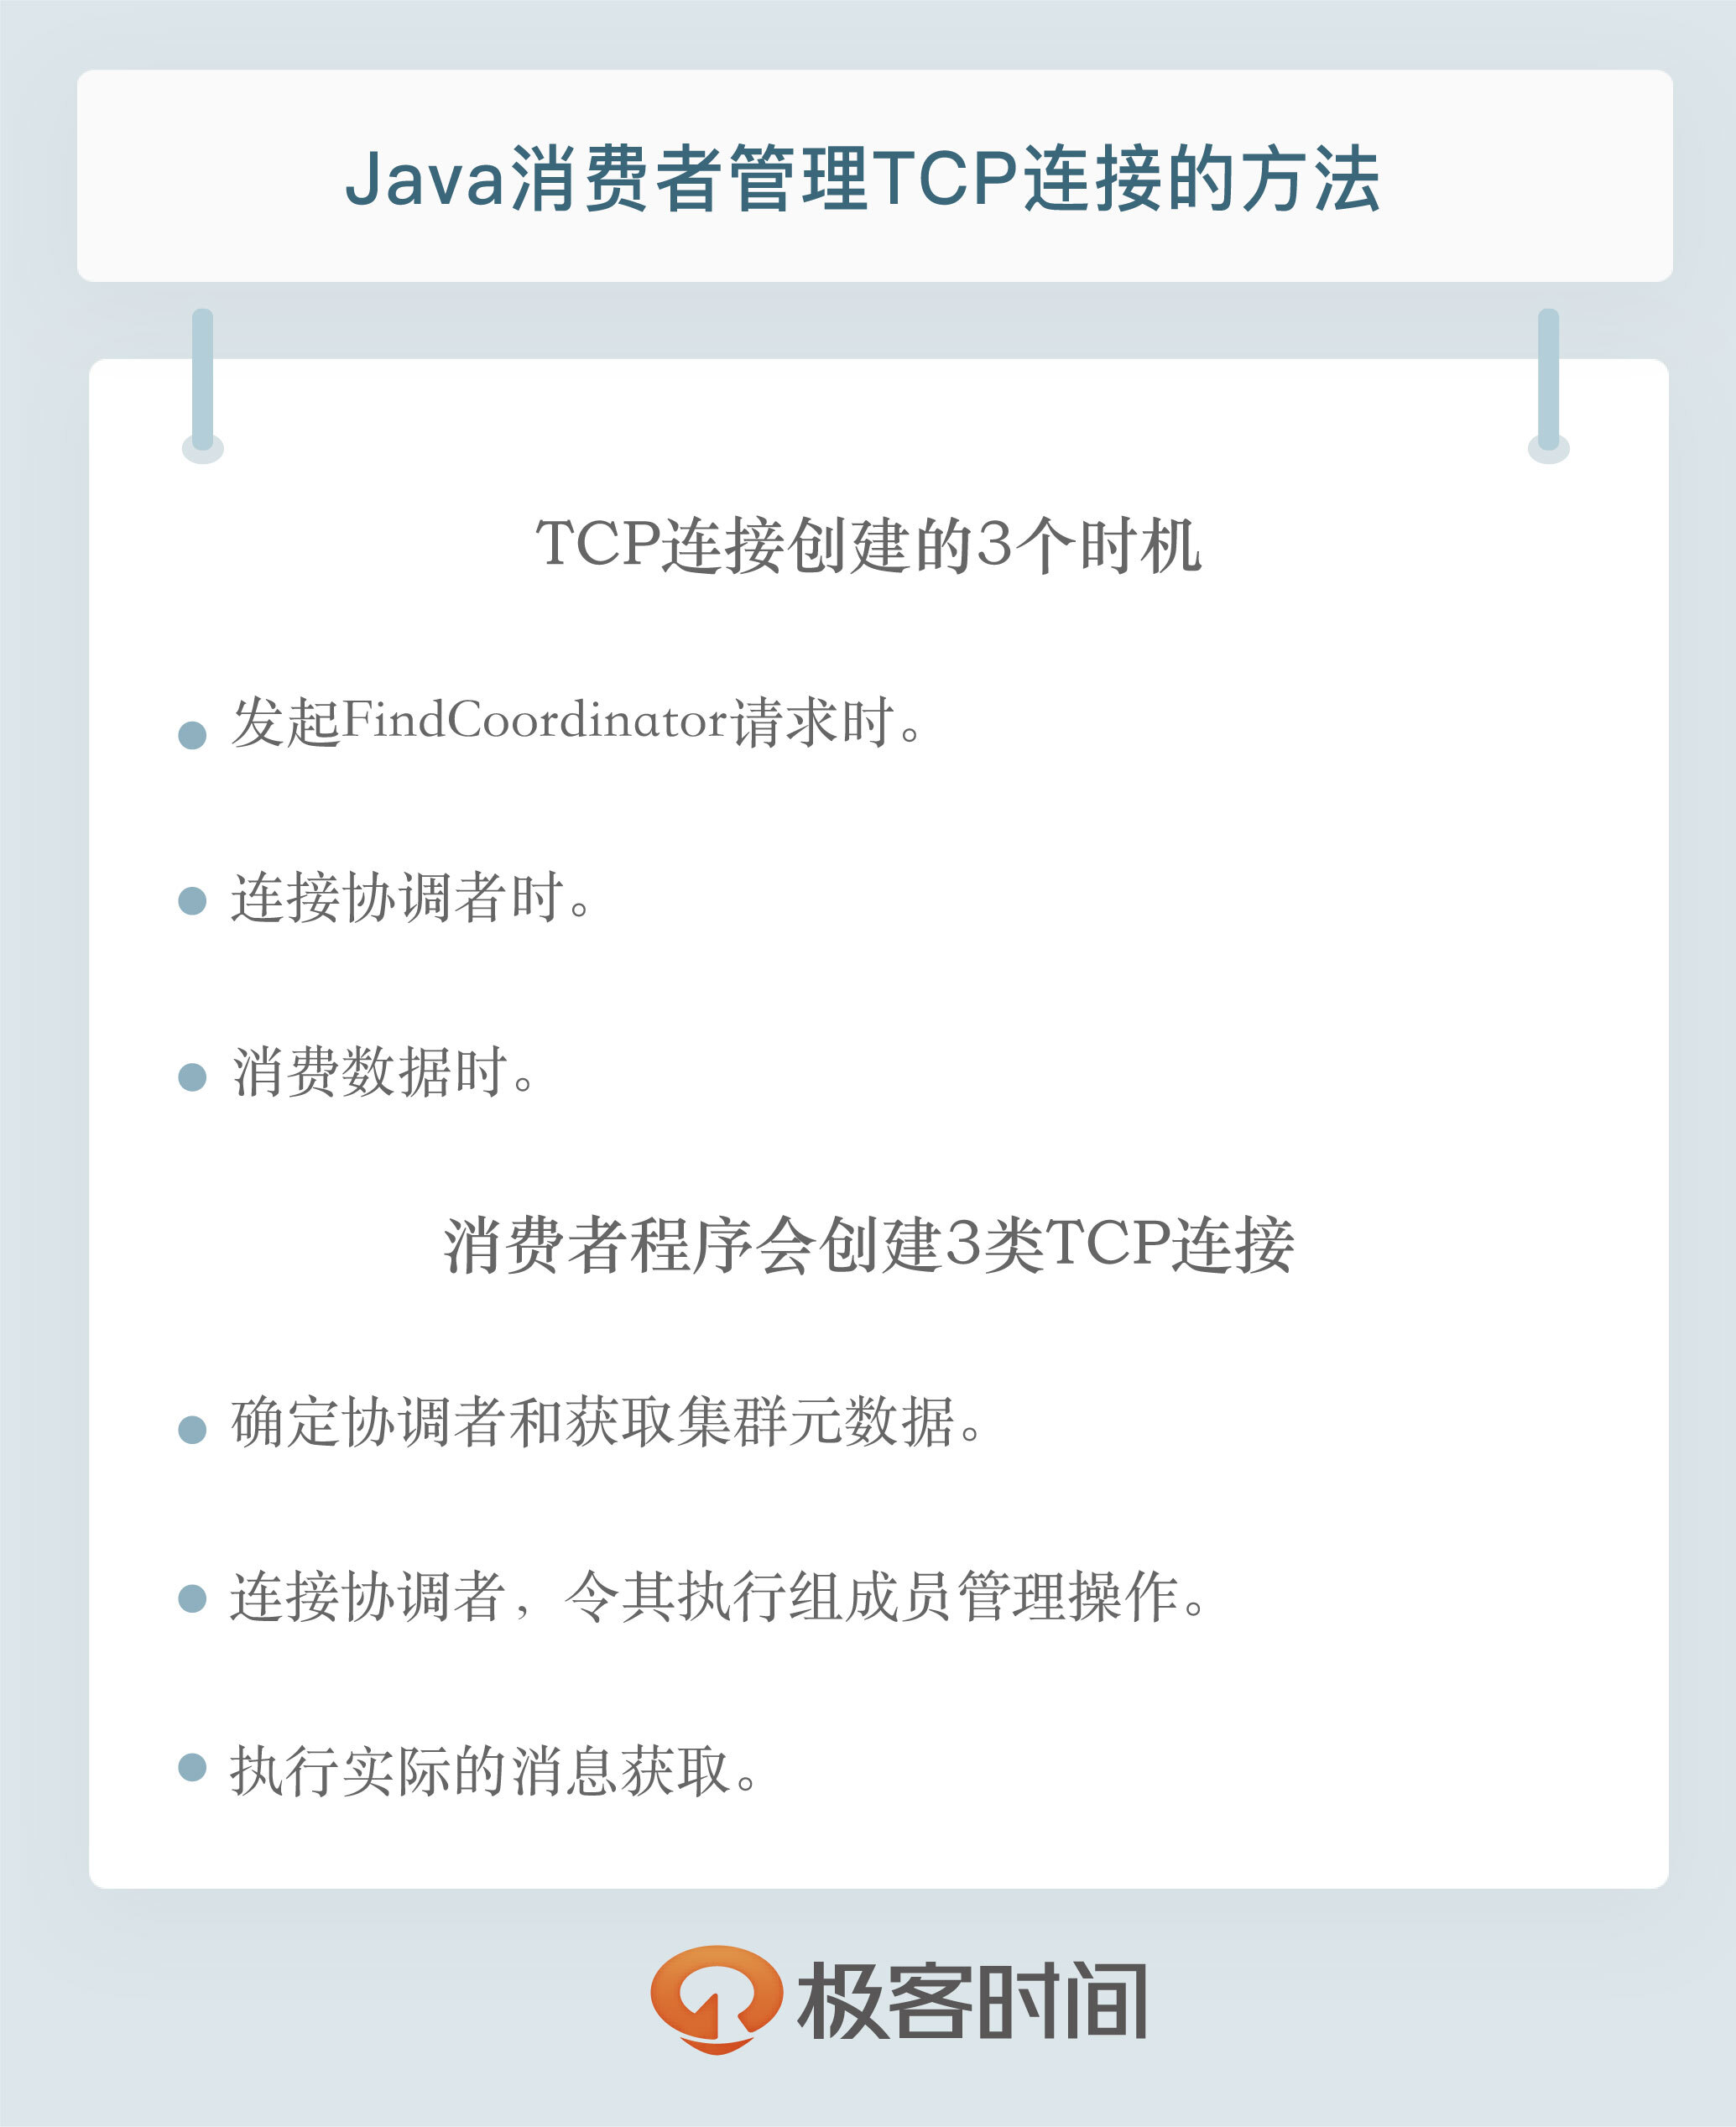 Java消费者管理TCP连接的方法
TCP连接创建的3个时机
发起FindCoordinator请求时。
连接协调者时。
消费数据时。
消费者程序会创建3类TCP连接
确定协调者和获取集群元数据。
连接协调者，令其执行组成员管理操作。
执行实际的消息获取。
极客时间